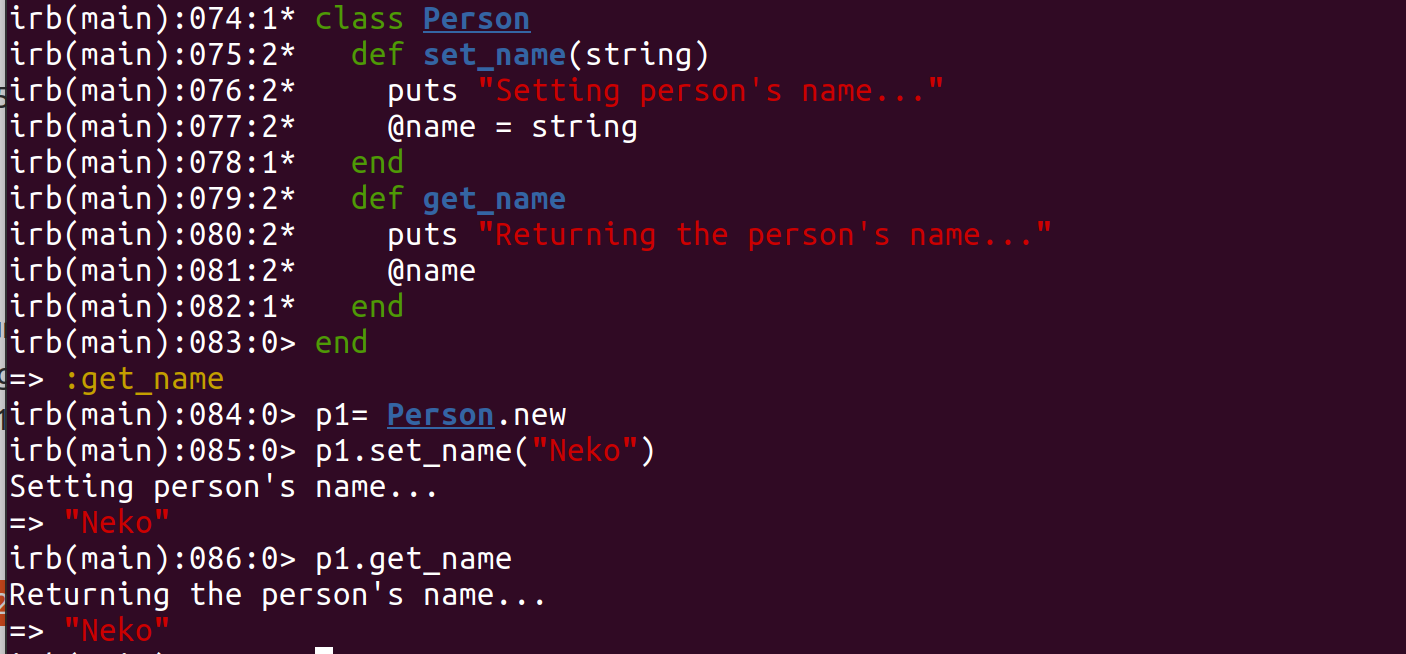 irb(main):074:1* class Person
irb(main):075:2*   def set_name(string)
irb(main):076:2*     puts "Setting person's name..."
irb(main):077:2*     @name = string
irb(main):078:1*   end
irb(main):079:2*   def get_name
irb(main):080:2*     puts "Returning the person's name..."
irb(main):081:2*     @name
irb(main):082:1*   end
irb(main):083:0> end
=> :get_name
irb(main):084:0> p1= Person.new
irb(main):085:0> p1.set_name("Neko")
Setting person's name...
=> "Neko"
irb(main):086:0> p1.get_name
Returning the person's name...
=> "Neko"